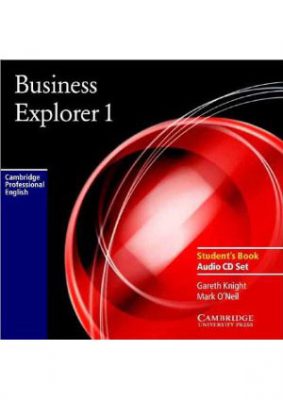 Business
Explorer 1
Cambridge
Professional
English
Student's Book
Audio CD Set
Gareth Knight
Mark O'Neil
CAMBRIDGE
UNIVERSITY PRESS